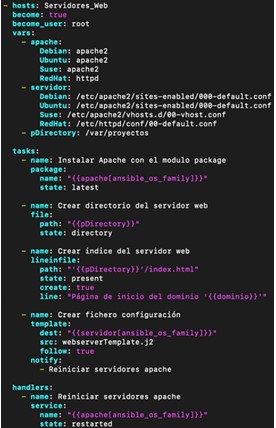 - hosts: Servidores_Web
  become: true
  become_user: root
  vars:
    - apache:
        Debian: apache2
        Ubuntu: apache2
        Suse: apache2
        RedHat: httpd
    - servidor:
        Debian: /etc/apache2/sites-enabled/000-default.conf
        Ubuntu: /etc/apache2/sites-enabled/000-default.conf
        Suse: /etc/apache2/vhosts.d/00-vhost.conf
        RedHat: etc/httpd/conf/00-default.conf
    - pDirectory: /var/proyectos
  tasks:
    - name: Instalar Apache con el modulo package
      package:
        name: "{{apache[ansible_os_family]}}"
        state: latest
    - name: Crear directorio del servidor web
      file:
        path: "{{pDirectory}}"
        state: directory
    - name: Crear indice del servidor web
      lineinfile:
        path: "'{{pDirectory}}'/index.html"
        state: present
        create: true
        line: "Página de inicio del dominio '{{dominio}}'"
    - name: Crear fichero configuración
      template:
        dest: "{{servidor[ansible_os_family]}}"
        src: webserverTemplate.j2
        follow: true
      notify:
        - Reiniciar servidores apache
  handlers:
    - name: Reiniciar servidores apache
      service:
        name: "{{apache[ansible_os_family]}}"
        state: restarted